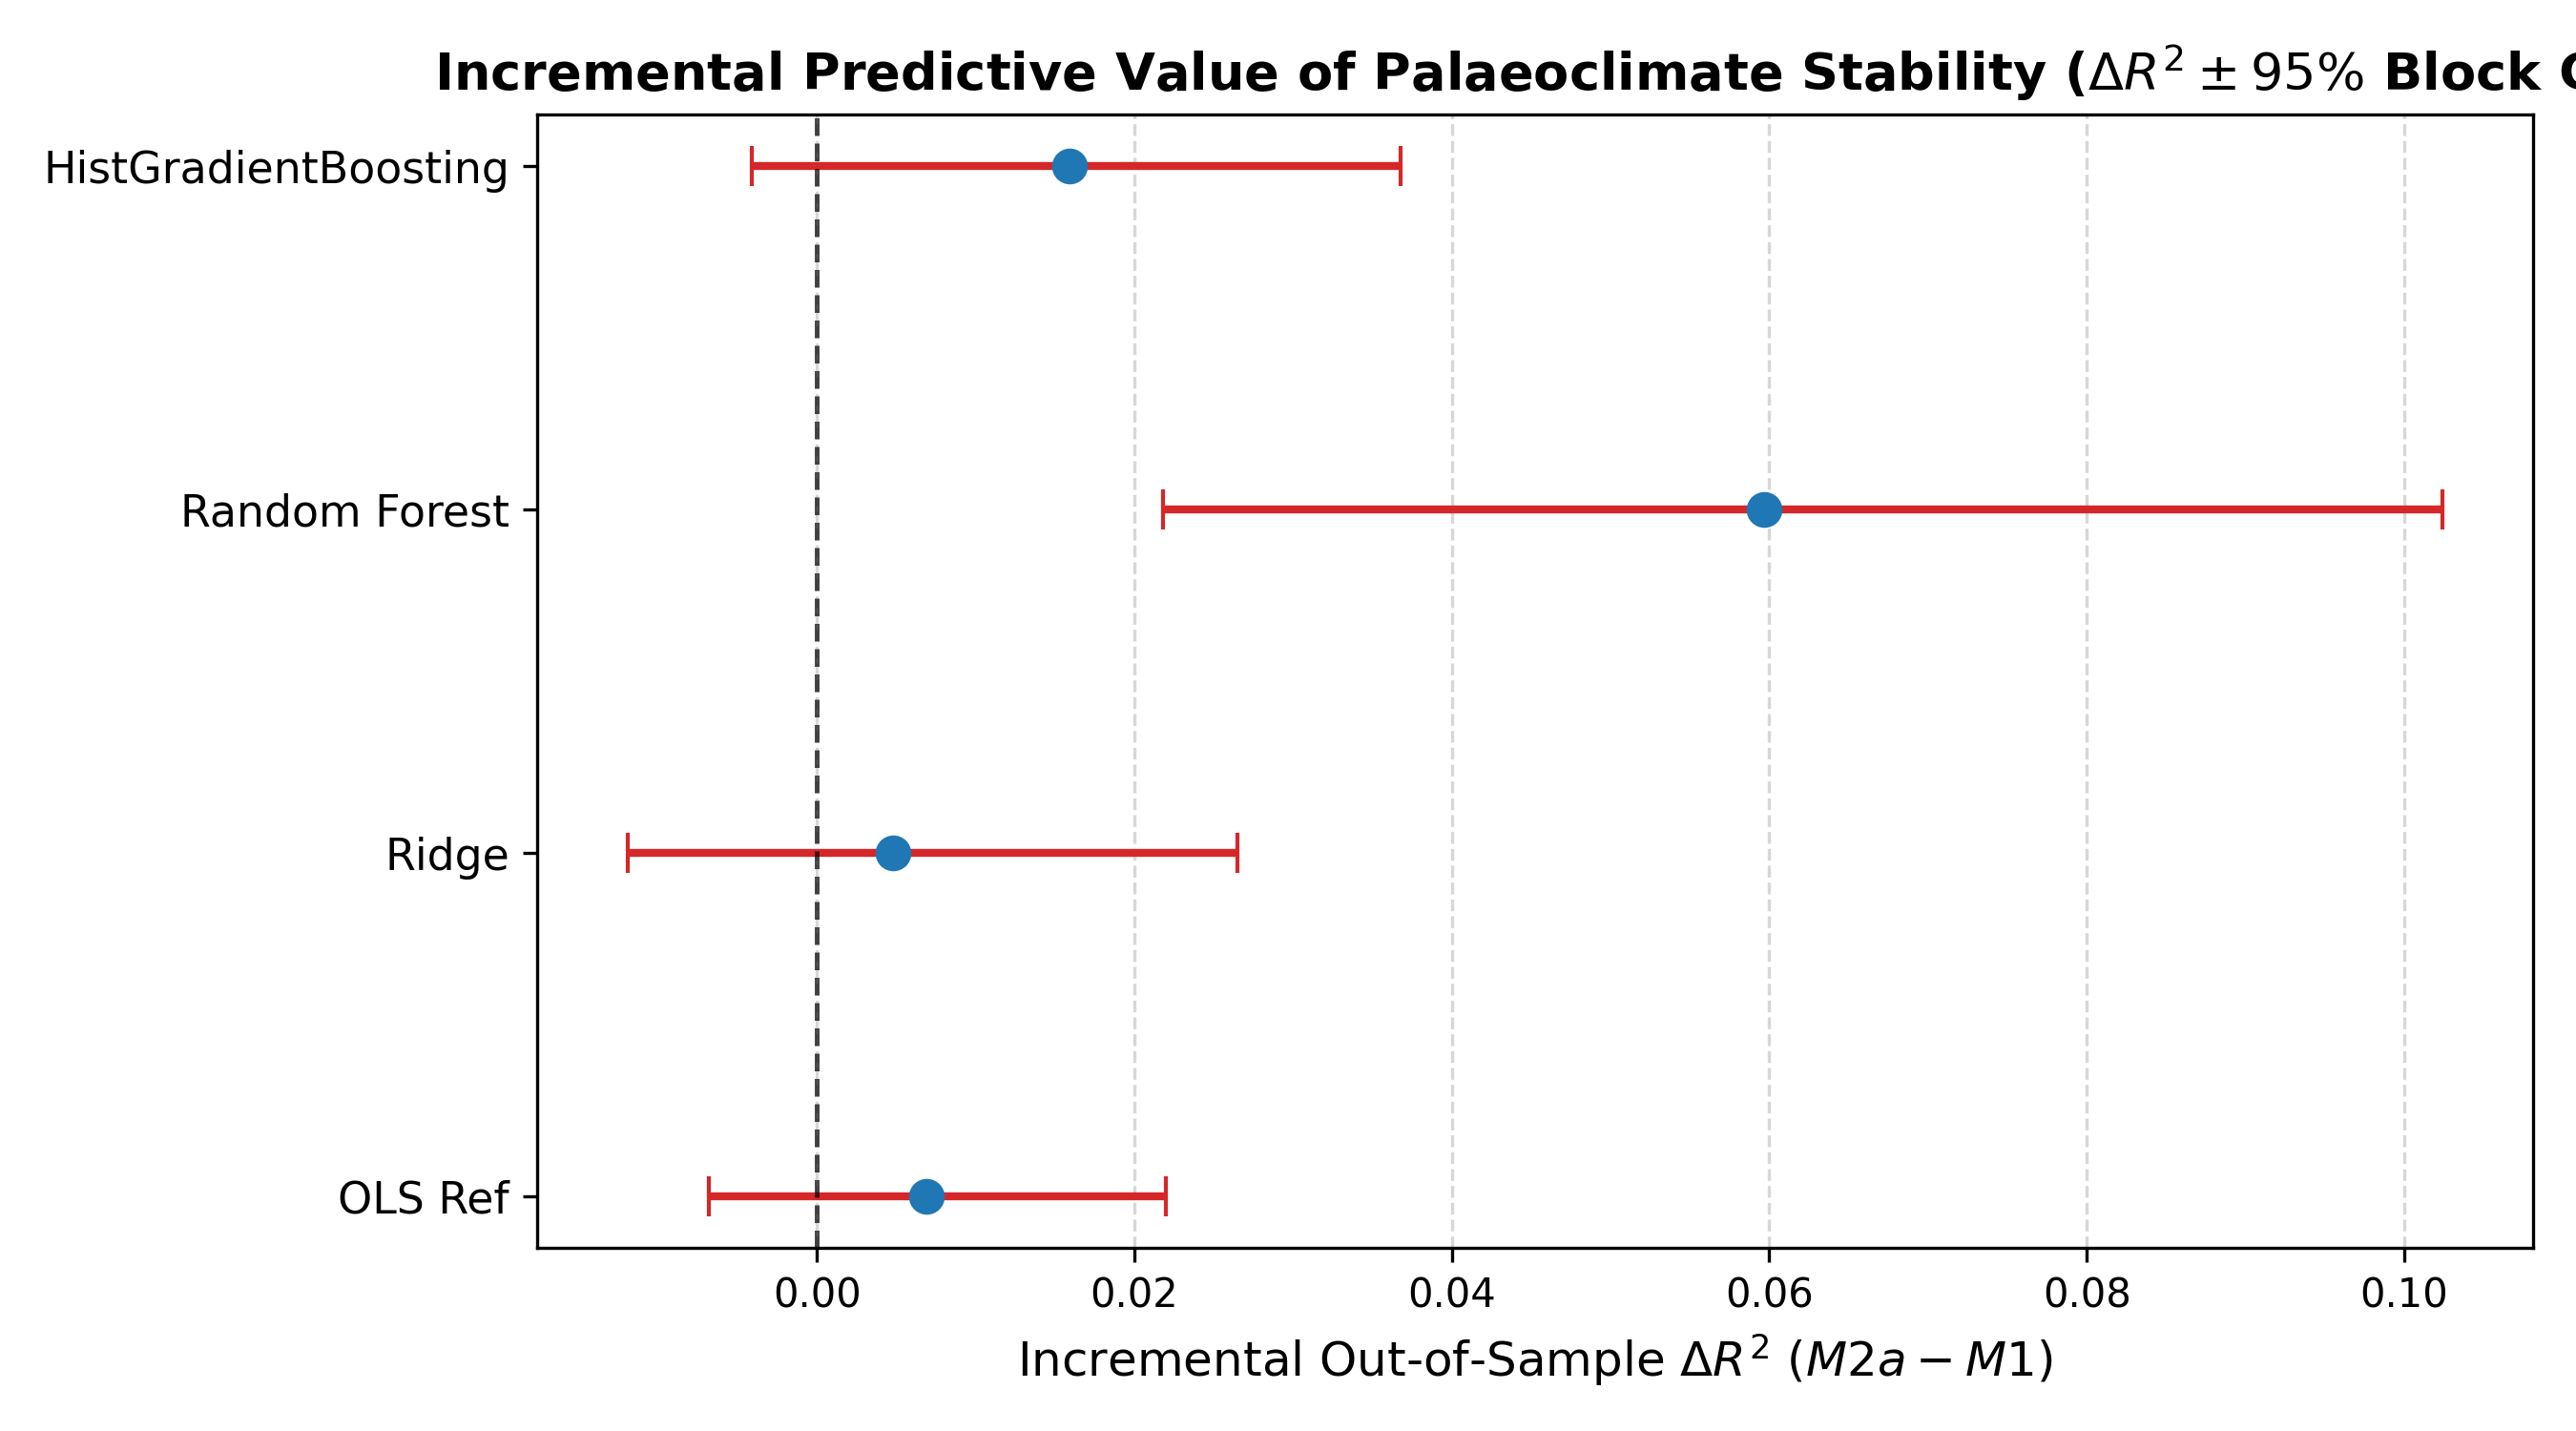 Incremental Predictive Value of Palaeoclimate Stability (ΔR² ± 95% Block
HistGradientBoosting
Random Forest
Ridge
OLS Ref
0.00 0.02 0.04 0.06 0.08 0.10
Incremental Out-of-Sample ΔR² (M2a − M1)